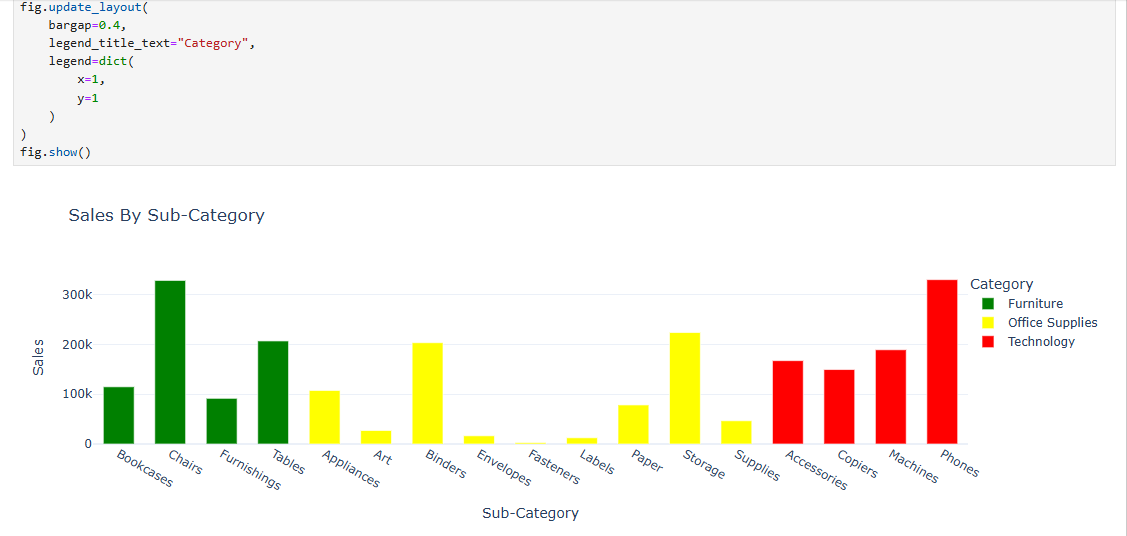 fig.update_layout(
    bargap=0.4,
    legend_title_text="Category",
    legend=dict(
        x=1,
        y=1
    )
)
fig.show()
Sales By Sub-Category
Category
Furniture
Office Supplies
Technology
Sales
300k
200k
100k
0
Bookcases
Chairs
Furnishings
Tables
Appliances
Art
Binders
Envelopes
Fasteners
Labels
Paper
Storage
Supplies
Accessories
Copiers
Machines
Phones
Sub-Category